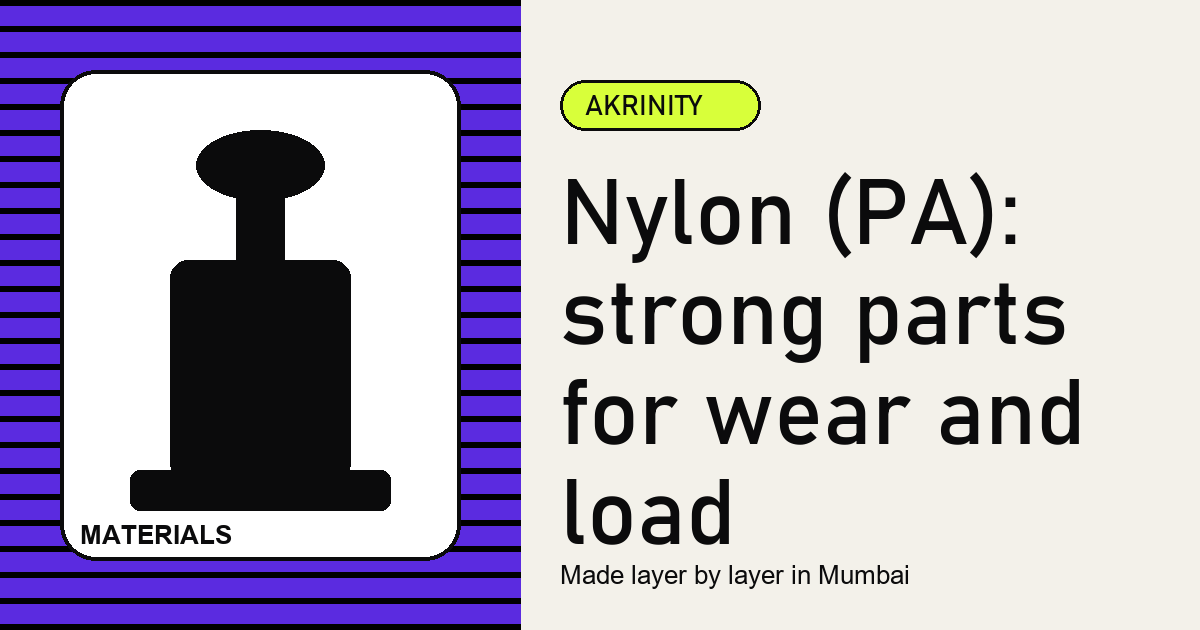 MATERIALS
AKRINITY
Nylon (PA):
strong parts
for wear and
load
Made layer by layer in Mumbai